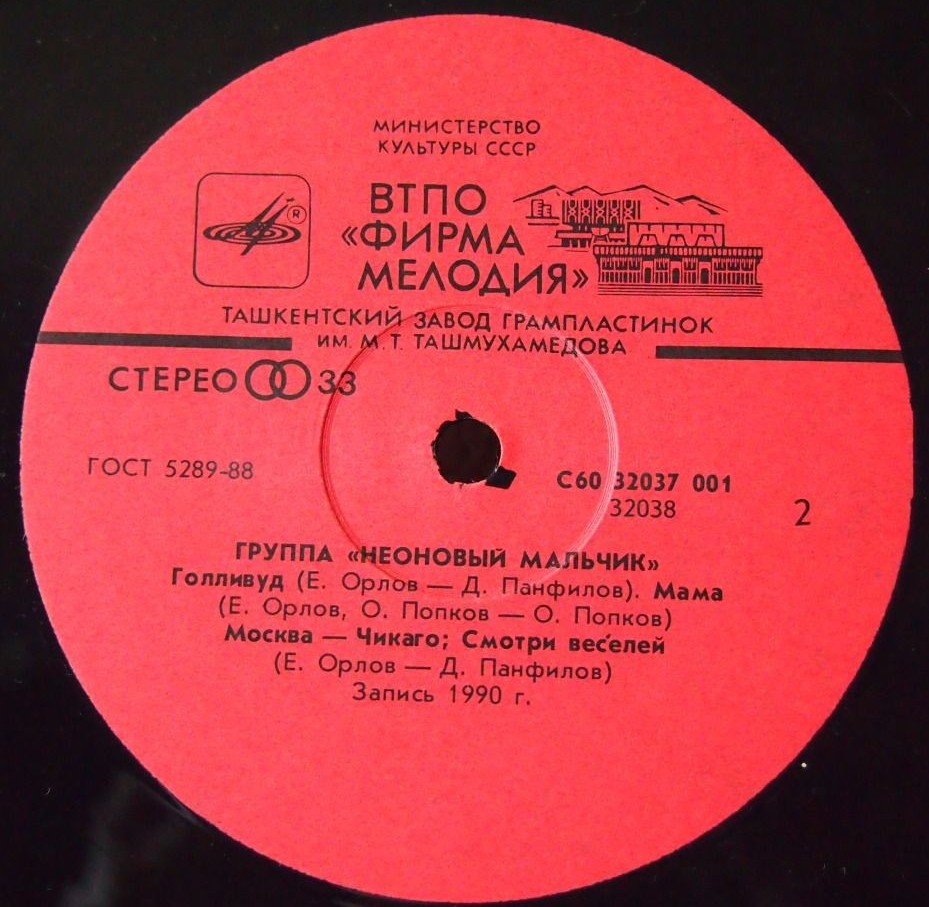 МИНИСТЕРСТВО
КУЛЬТУРЫ СССР
ВТПО
«ФИРМА
МЕЛОДИЯ»
®
ТАШКЕНТСКИЙ ЗАВОД ГРАМПЛАСТИНОК
ИМ. М. Т. ТАШМУХАМЕДОВА
СТЕРЕО 33
ГОСТ 5289-88
С60 32037 001
32038
2
ГРУППА «НЕОНОВЫЙ МАЛЬЧИК»
Голливуд (Е. Орлов — Д. Панфилов). Мама
(Е. Орлов, О. Попков — О. Попков)
Москва — Чикаго; Смотри веселей
(Е. Орлов — Д. Панфилов)
Запись 1990 г.